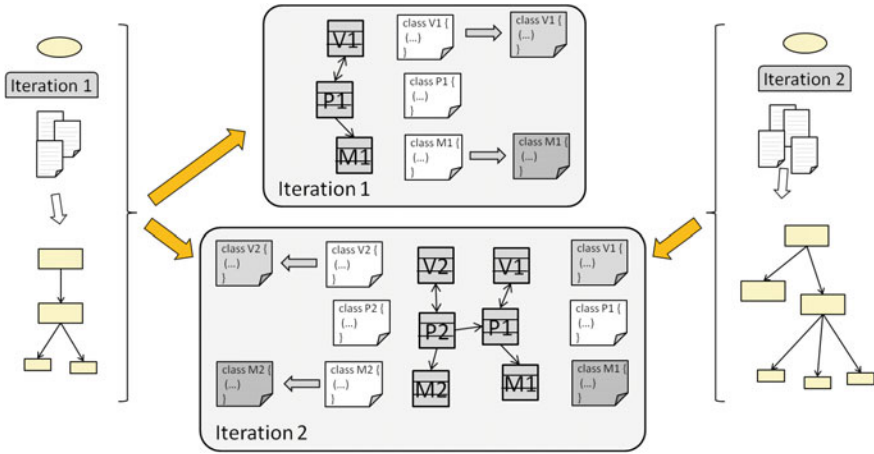 Iteration 1
V1
P1
M1
class V1 {
(...)
}
class V1 {
(...)
}
class P1 {
(...)
}
class M1 {
(...)
}
class M1 {
(...)
}
Iteration 1
Iteration 2
class V2 {
(...)
}
class V2 {
(...)
}
V2
V1
class V1 {
(...)
}
class P2 {
(...)
}
P2
P1
class P1 {
(...)
}
class M2 {
(...)
}
class M2 {
(...)
}
M2
M1
class M1 {
(...)
}
Iteration 2